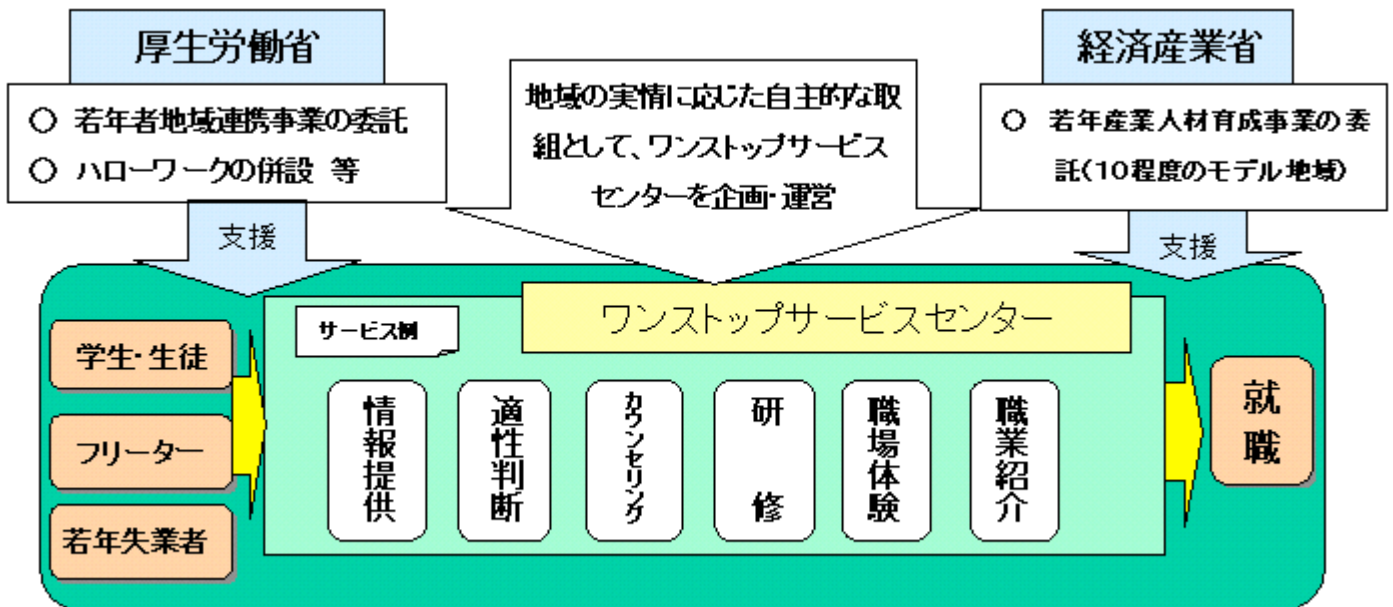 厚生労働省
○ 若年者地域連携事業の委託
○ ハローワークの併設 等
支援
地域の実情に応じた自主的な取
組として、ワンストップサービス
センターを企画・運営
経済産業省
○ 若年産業人材育成事業の委
託(10程度のモデル地域)
支援
ワンストップサービスセンター
サービス例
学生・生徒
フリーター
若年失業者
情報提供
適性判断
カウンセリング
研修
職場体験
職業紹介
就職